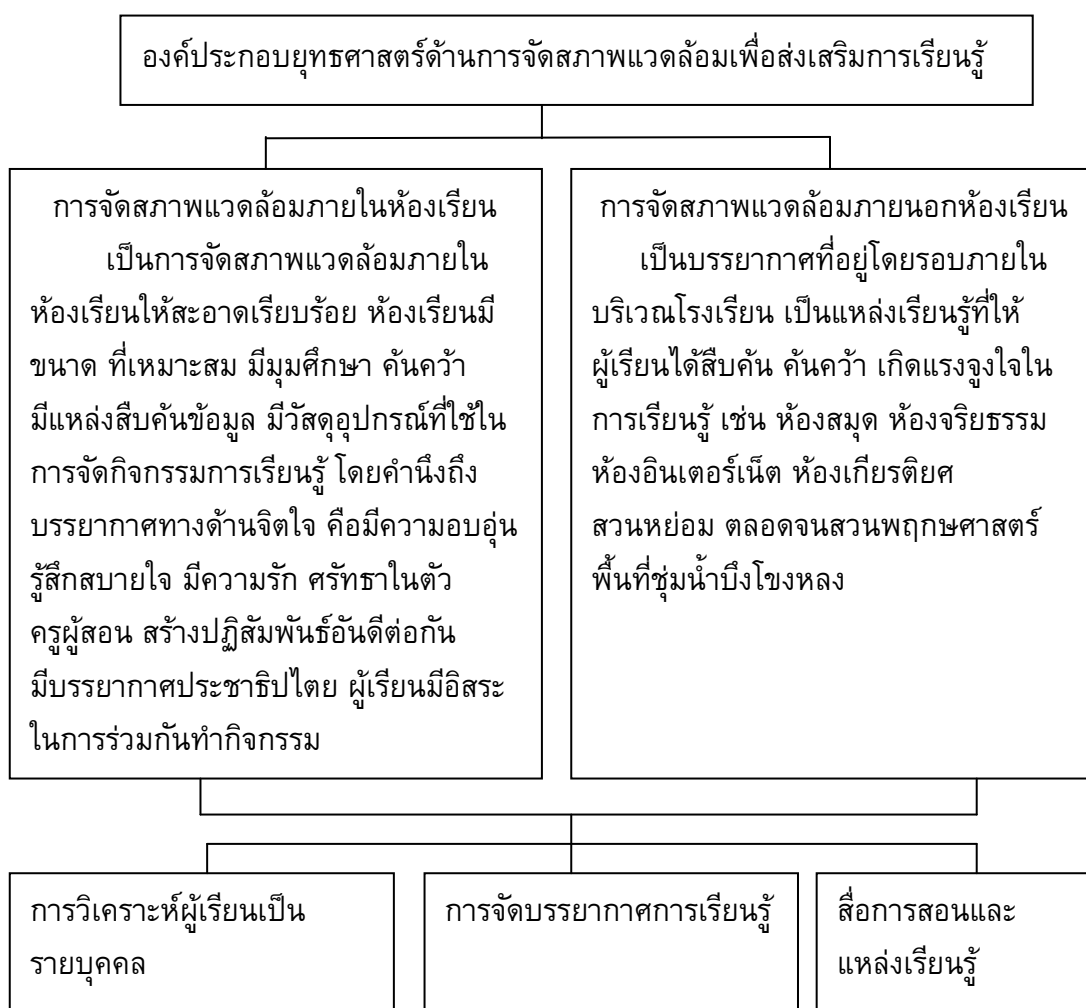 องค์ประกอบยุทธศาสตร์ด้านการจัดสภาพแวดล้อมเพื่อส่งเสริมการเรียนรู้
การจัดสภาพแวดล้อมภายในห้องเรียน
เป็นการจัดสภาพแวดล้อมภายใน
ห้องเรียนให้สะอาดเรียบร้อย ห้องเรียนมี
ขนาด ที่เหมาะสม มีมุมศึกษา ค้นคว้า
มีแหล่งสืบค้นข้อมูล มีวัสดุอุปกรณ์ที่ใช้ใน
การจัดกิจกรรมการเรียนรู้ โดยคำนึงถึง
บรรยากาศทางด้านจิตใจ คือมีความอบอุ่น
รู้สึกสบายใจ มีความรัก ศรัทธาในตัว
ครูผู้สอน สร้างปฏิสัมพันธ์อันดีต่อกัน
มีบรรยากาศประชาธิปไตย ผู้เรียนมีอิสระ
ในการร่วมกันทำกิจกรรม
การจัดสภาพแวดล้อมภายนอกห้องเรียน
เป็นบรรยากาศที่อยู่โดยรอบภายใน
บริเวณโรงเรียน เป็นแหล่งเรียนรู้ที่ให้
ผู้เรียนได้สืบค้น ค้นคว้า เกิดแรงจูงใจใน
การเรียนรู้ เช่น ห้องสมุด ห้องจริยธรรม
ห้องอินเตอร์เน็ต ห้องเกียรติยศ
สวนหย่อม ตลอดจนสวนพฤกษศาสตร์
พื้นที่ชุ่มน้ำบึงโขงหลง
การวิเคราะห์ผู้เรียนเป็น
รายบุคคล
การจัดบรรยากาศการเรียนรู้
สื่อการสอนและ
แหล่งเรียนรู้